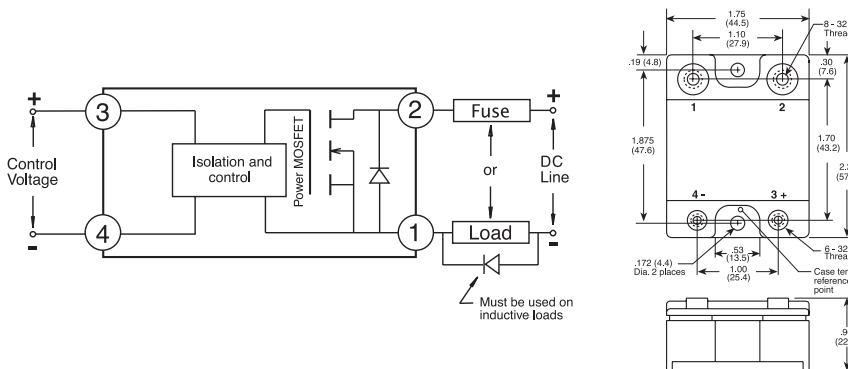 3
4
2
1
+
-
Control
Voltage
Isolation and
control
Power MOSFET
Fuse
or
Load
+
-
DC
Line
Must be used on
inductive loads
1.75
(44.5)
1.10
(27.9)
8 - 32
.19 (4.8)
.30
(7.6)
1
2
1.875
(47.6)
1.70
(43.2)
4 -
3 +
.53
(13.5)
6 - 32
.172 (4.4)
Dia. 2 places
1.00
(25.4)
Case
reference
point